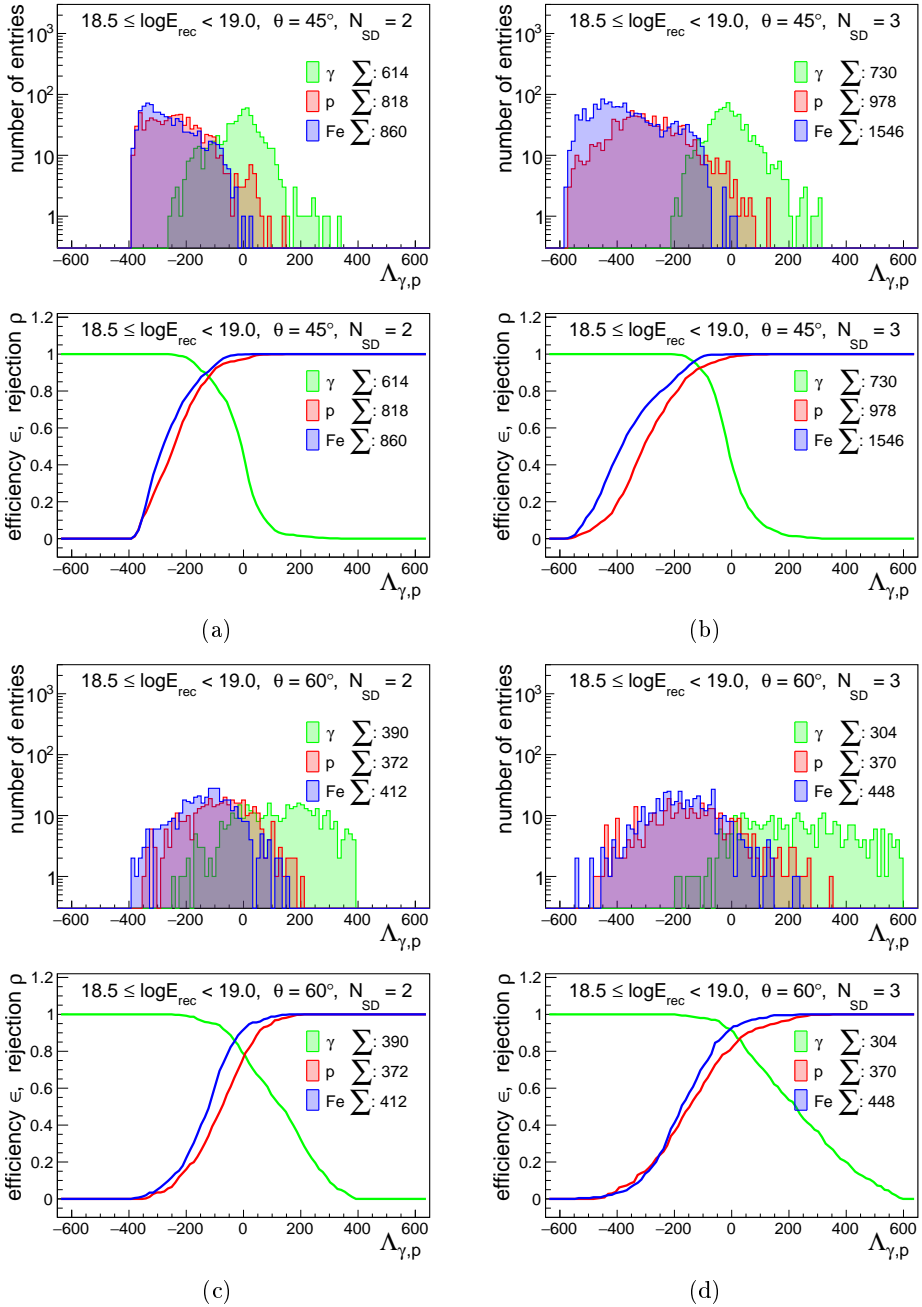 18.5 ≤ logE_rec < 19.0, θ = 45°, N_SD = 2
number of entries
10³
10²
10
1
γ ∑: 614
p ∑: 818
Fe ∑: 860
−600 −400 −200 0 200 400 600
Λ_γ,p
18.5 ≤ logE_rec < 19.0, θ = 45°, N_SD = 3
number of entries
10³
10²
10
1
γ ∑: 730
p ∑: 978
Fe ∑: 1546
−600 −400 −200 0 200 400 600
Λ_γ,p
18.5 ≤ logE_rec < 19.0, θ = 45°, N_SD = 2
efficiency ϵ, rejection ρ
1.2
1
0.8
0.6
0.4
0.2
0
γ ∑: 614
p ∑: 818
Fe ∑: 860
−600 −400 −200 0 200 400 600
Λ_γ,p
(a)
18.5 ≤ logE_rec < 19.0, θ = 45°, N_SD = 3
efficiency ϵ, rejection ρ
1.2
1
0.8
0.6
0.4
0.2
0
γ ∑: 730
p ∑: 978
Fe ∑: 1546
−600 −400 −200 0 200 400 600
Λ_γ,p
(b)
18.5 ≤ logE_rec < 19.0, θ = 60°, N_SD = 2
number of entries
10³
10²
10
1
γ ∑: 390
p ∑: 372
Fe ∑: 412
−600 −400 −200 0 200 400 600
Λ_γ,p
18.5 ≤ logE_rec < 19.0, θ = 60°, N_SD = 3
number of entries
10³
10²
10
1
γ ∑: 304
p ∑: 370
Fe ∑: 448
−600 −400 −200 0 200 400 600
Λ_γ,p
18.5 ≤ logE_rec < 19.0, θ = 60°, N_SD = 2
efficiency ϵ, rejection ρ
1.2
1
0.8
0.6
0.4
0.2
0
γ ∑: 390
p ∑: 372
Fe ∑: 412
−600 −400 −200 0 200 400 600
Λ_γ,p
(c)
18.5 ≤ logE_rec < 19.0, θ = 60°, N_SD = 3
efficiency ϵ, rejection ρ
1.2
1
0.8
0.6
0.4
0.2
0
γ ∑: 304
p ∑: 370
Fe ∑: 448
−600 −400 −200 0 200 400 600
Λ_γ,p
(d)